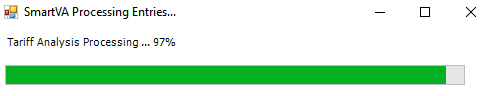 SmartVA Processing Entries...
Tariff Analysis Processing ... 97%